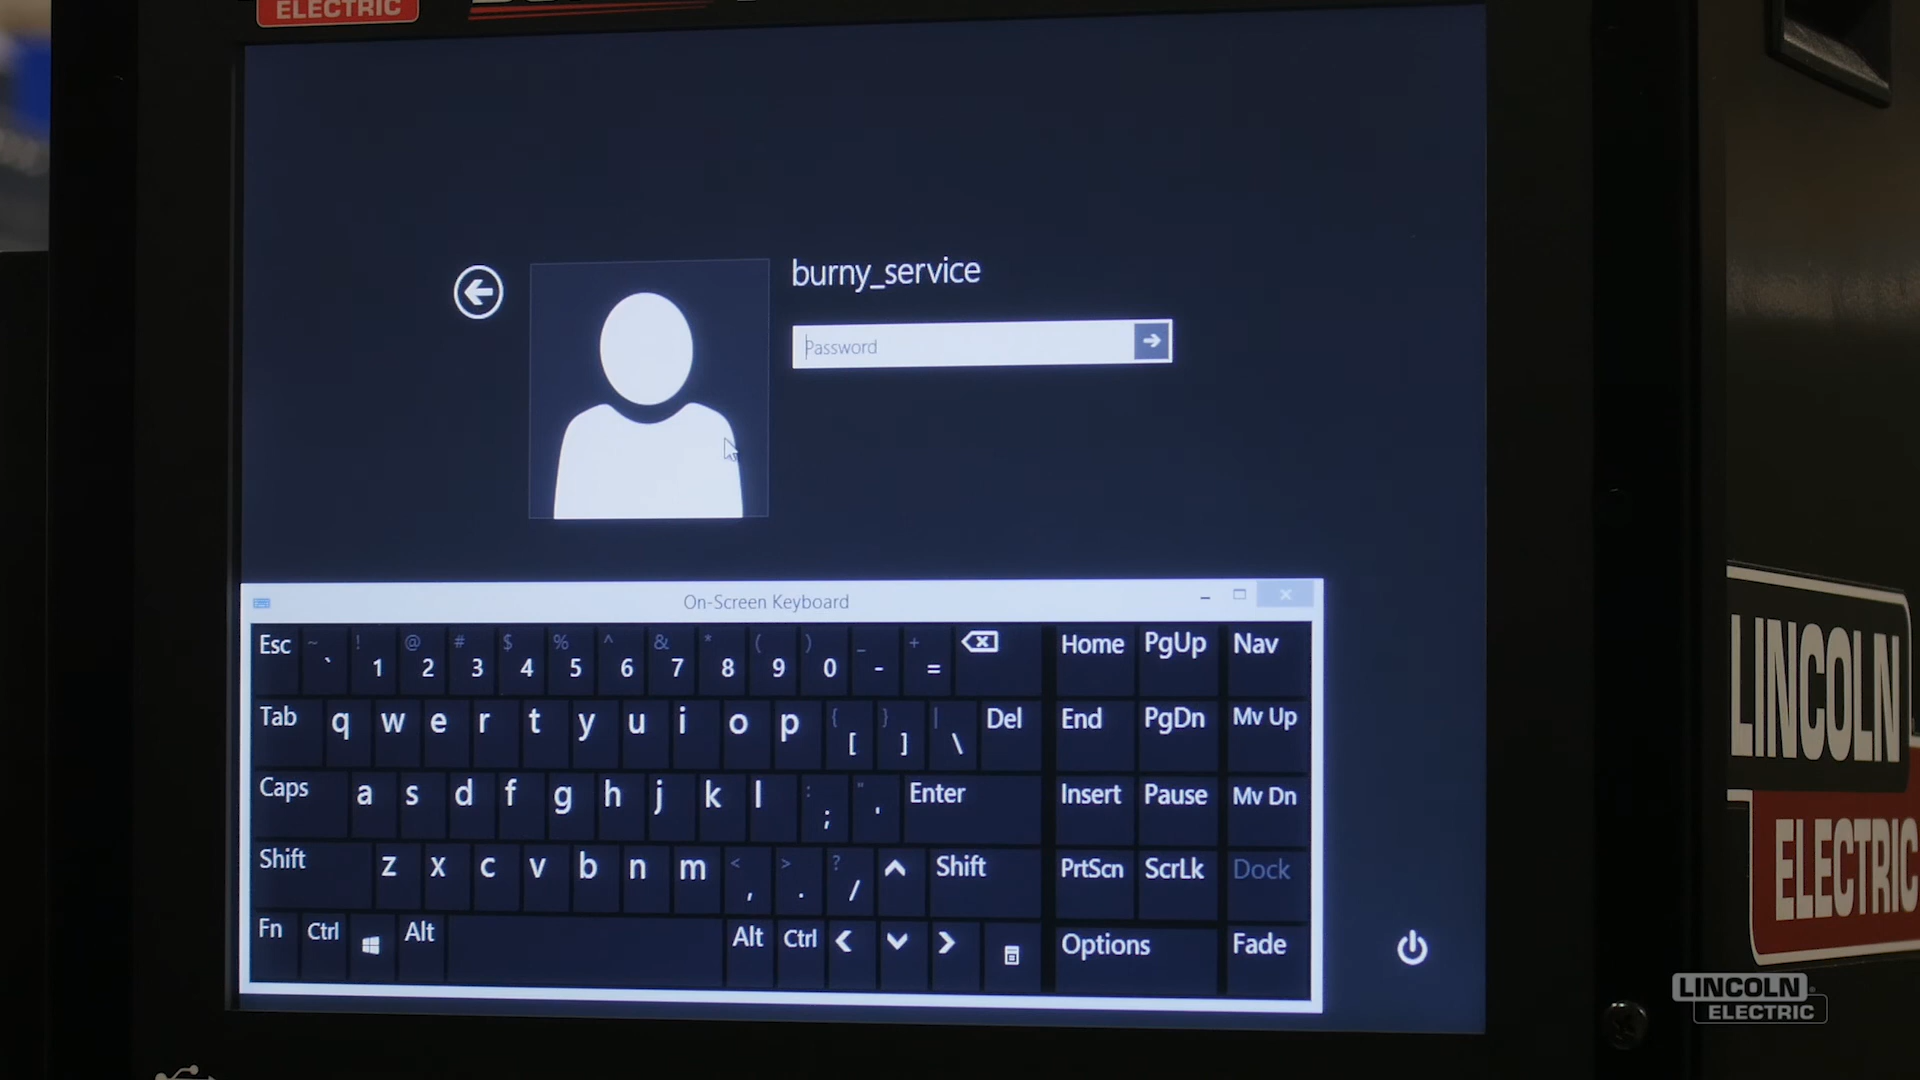 ELECTRIC
burny_service
Password
On-Screen Keyboard
Esc ~ ` ! 1 @ 2 # 3 $ 4 % 5 ^ 6 & 7 * 8 ( 9 ) 0 _ - + = Home PgUp Nav
Tab q w e r t y u i o p { [ } ] | \ Del End PgDn Mv Up
Caps a s d f g h j k l : ; " ' Enter Insert Pause Mv Dn
Shift z x c v b n m < , > . ? / Shift PrtScn ScrLk Dock
Fn Ctrl Alt Alt Ctrl Options Fade
LINCOLN
ELECTRIC
LINCOLN
ELECTRIC